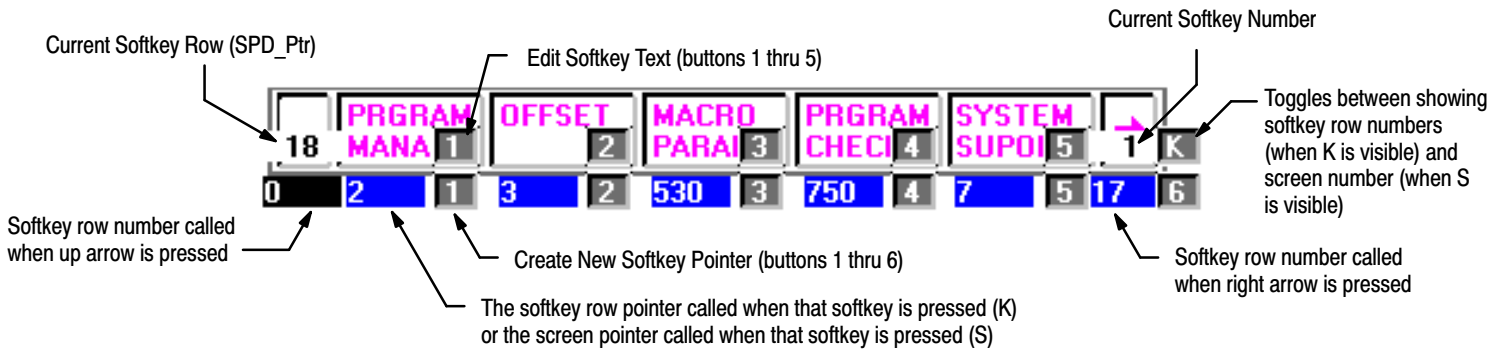 Current Softkey Number
Current Softkey Row (SPD_Ptr)
Edit Softkey Text (buttons 1 thru 5)
Toggles between showing
softkey row numbers
(when K is visible) and
screen number (when S
is visible)
PRGRAM OFFSET MACRO PRGRAM SYSTEM
18 MANA 1 2 PARAI 3 CHECI 4 SUPOI 5 1 K
0 2 1 3 2 530 3 750 4 7 5 17 6
Softkey row number called
when up arrow is pressed
Create New Softkey Pointer (buttons 1 thru 6)
Softkey row number called
when right arrow is pressed
The softkey row pointer called when that softkey is pressed (K)
or the screen pointer called when that softkey is pressed (S)